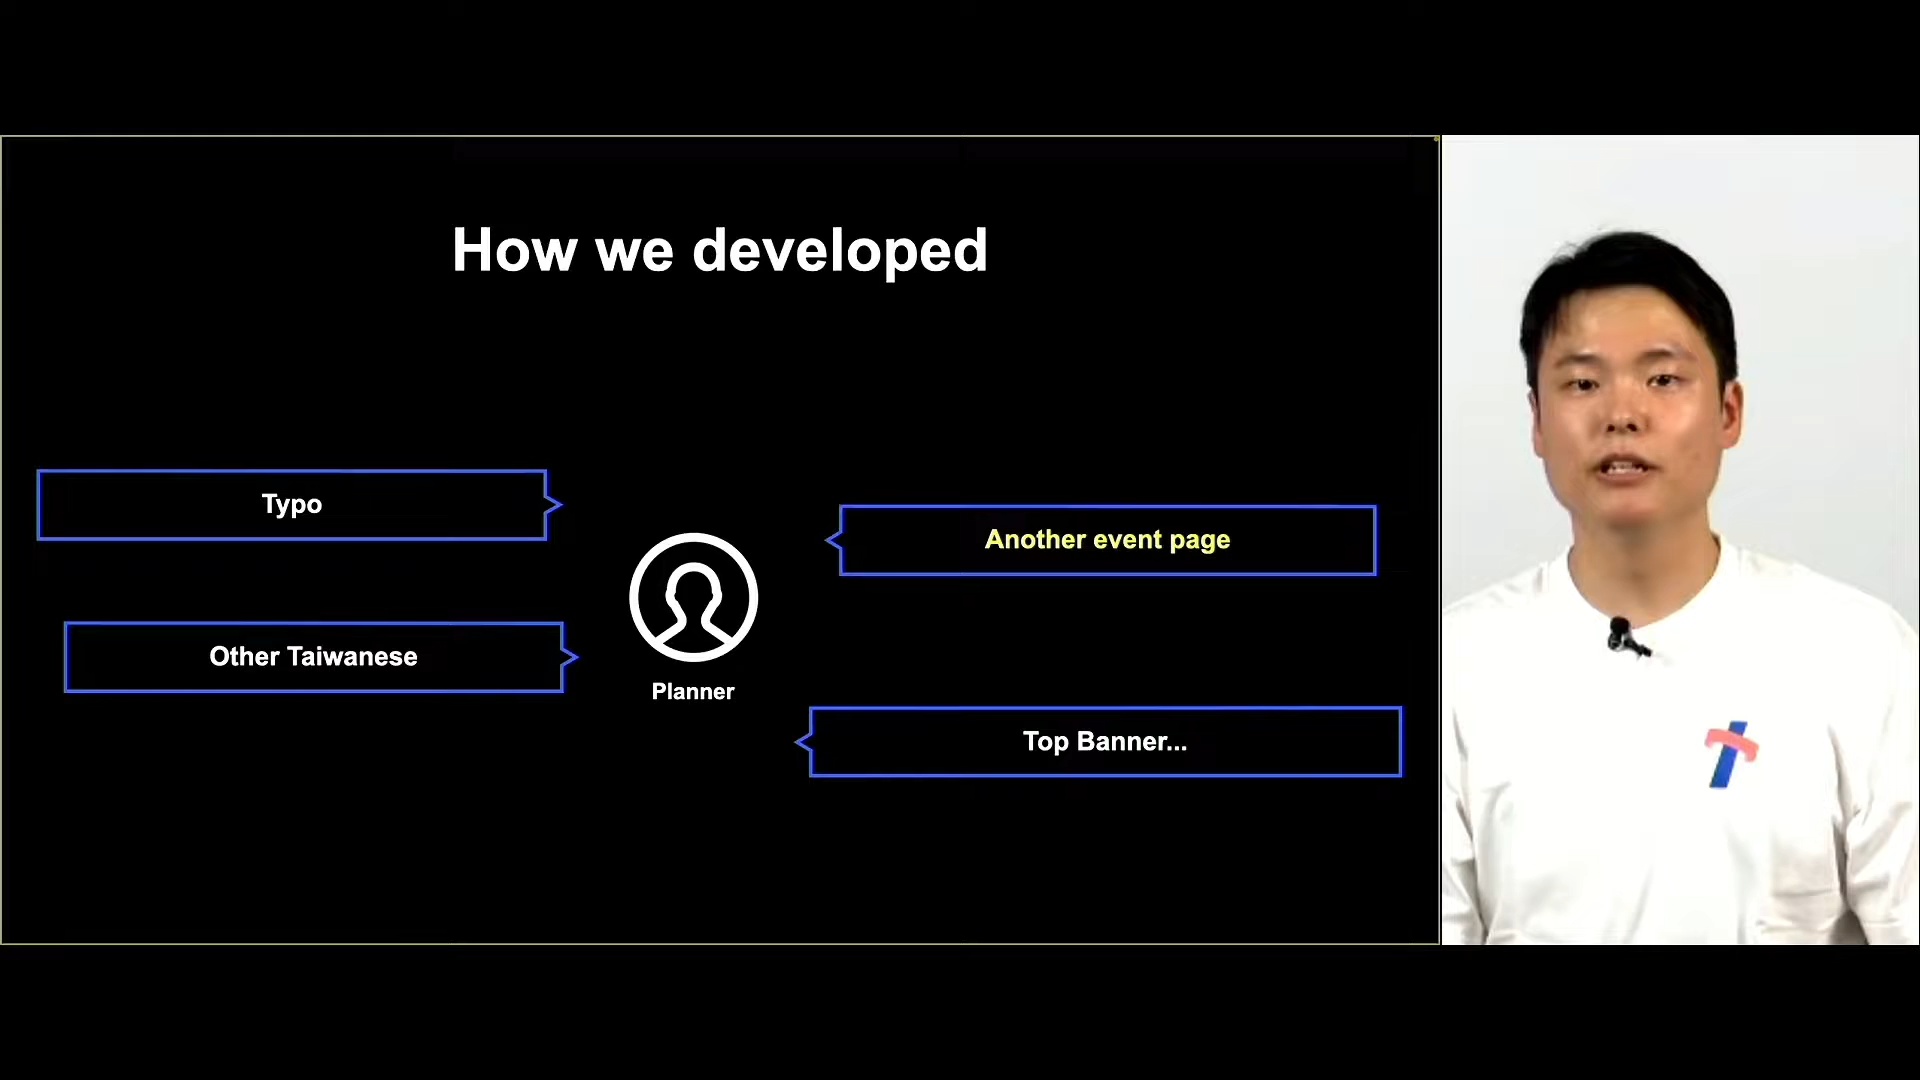 How we developed
Typo
Another event page
Other Taiwanese
Planner
Top Banner...